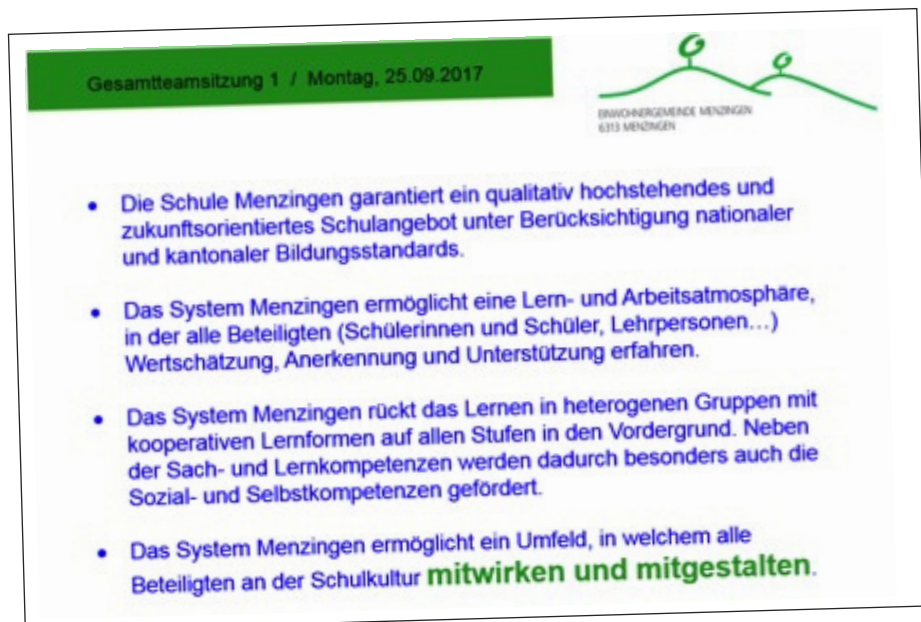 Gesamtteamsitzung 1 / Montag, 25.09.2017
EINWOHNERGEMEINDE MENZINGEN
6313 MENZINGEN
• Die Schule Menzingen garantiert ein qualitativ hochstehendes und
zukunftsorientiertes Schulangebot unter Berücksichtigung nationaler
und kantonaler Bildungsstandards.
• Das System Menzingen ermöglicht eine Lern- und Arbeitsatmosphäre,
in der alle Beteiligten (Schülerinnen und Schüler, Lehrpersonen…)
Wertschätzung, Anerkennung und Unterstützung erfahren.
• Das System Menzingen rückt das Lernen in heterogenen Gruppen mit
kooperativen Lernformen auf allen Stufen in den Vordergrund. Neben
der Sach- und Lernkompetenzen werden dadurch besonders auch die
Sozial- und Selbstkompetenzen gefördert.
• Das System Menzingen ermöglicht ein Umfeld, in welchem alle
Beteiligten an der Schulkultur mitwirken und mitgestalten.